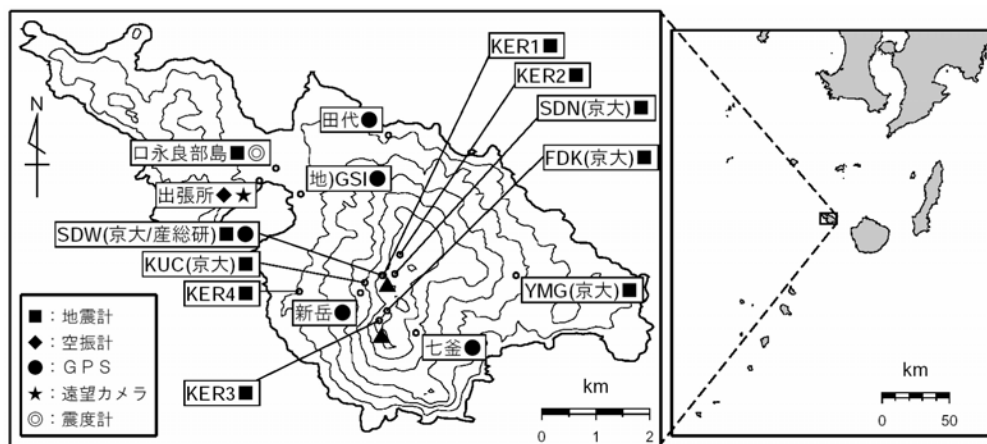 KER1■
KER2■
SDN(京大)■
FDK(京大)■
N
田代●
口永良部島■◎
地)GSI●
出張所◆★
SDW(京大/産総研)■●
KUC(京大)■
KER4■
新岳●
YMG(京大)■
七釜●
KER3■
■：地震計
◆：空振計
●：ＧＰＳ
★：遠望カメラ
◎：震度計
km
0 1 2
km
0 50